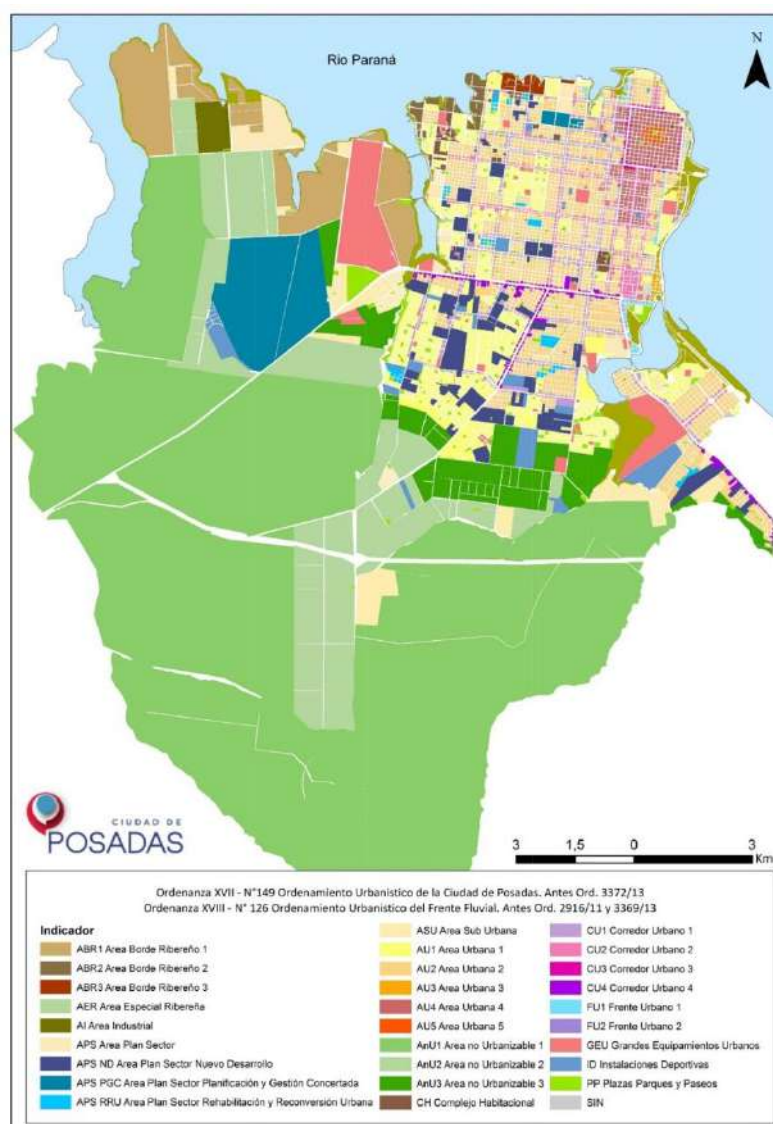 Rio Paraná
N
CIUDAD DE
POSADAS
3 1,5 0 3
Km
Ordenanza XVII - N°149 Ordenamiento Urbanistico de la Ciudad de Posadas. Antes Ord. 3372/13
Ordenanza XVIII - N° 126 Ordenamiento Urbanistico del Frente Fluvial. Antes Ord. 2916/11 y 3369/13
Indicador
ABR1 Area Borde Ribereño 1
ABR2 Area Borde Ribereño 2
ABR3 Area Borde Ribereño 3
AER Area Especial Ribereña
AI Area Industrial
APS Area Plan Sector
APS ND Area Plan Sector Nuevo Desarrollo
APS PGC Area Plan Sector Planificación y Gestión Concertada
APS RRU Area Plan Sector Rehabilitación y Reconversión Urbana
ASU Area Sub Urbana
AU1 Area Urbana 1
AU2 Area Urbana 2
AU3 Area Urbana 3
AU4 Area Urbana 4
AU5 Area Urbana 5
AnU1 Area no Urbanizable 1
AnU2 Area no Urbanizable 2
AnU3 Area no Urbanizable 3
CH Complejo Habitacional
CU1 Corredor Urbano 1
CU2 Corredor Urbano 2
CU3 Corredor Urbano 3
CU4 Corredor Urbano 4
FU1 Frente Urbano 1
FU2 Frente Urbano 2
GEU Grandes Equipamientos Urbanos
ID Instalaciones Deportivas
PP Plazas Parques y Paseos
SIN